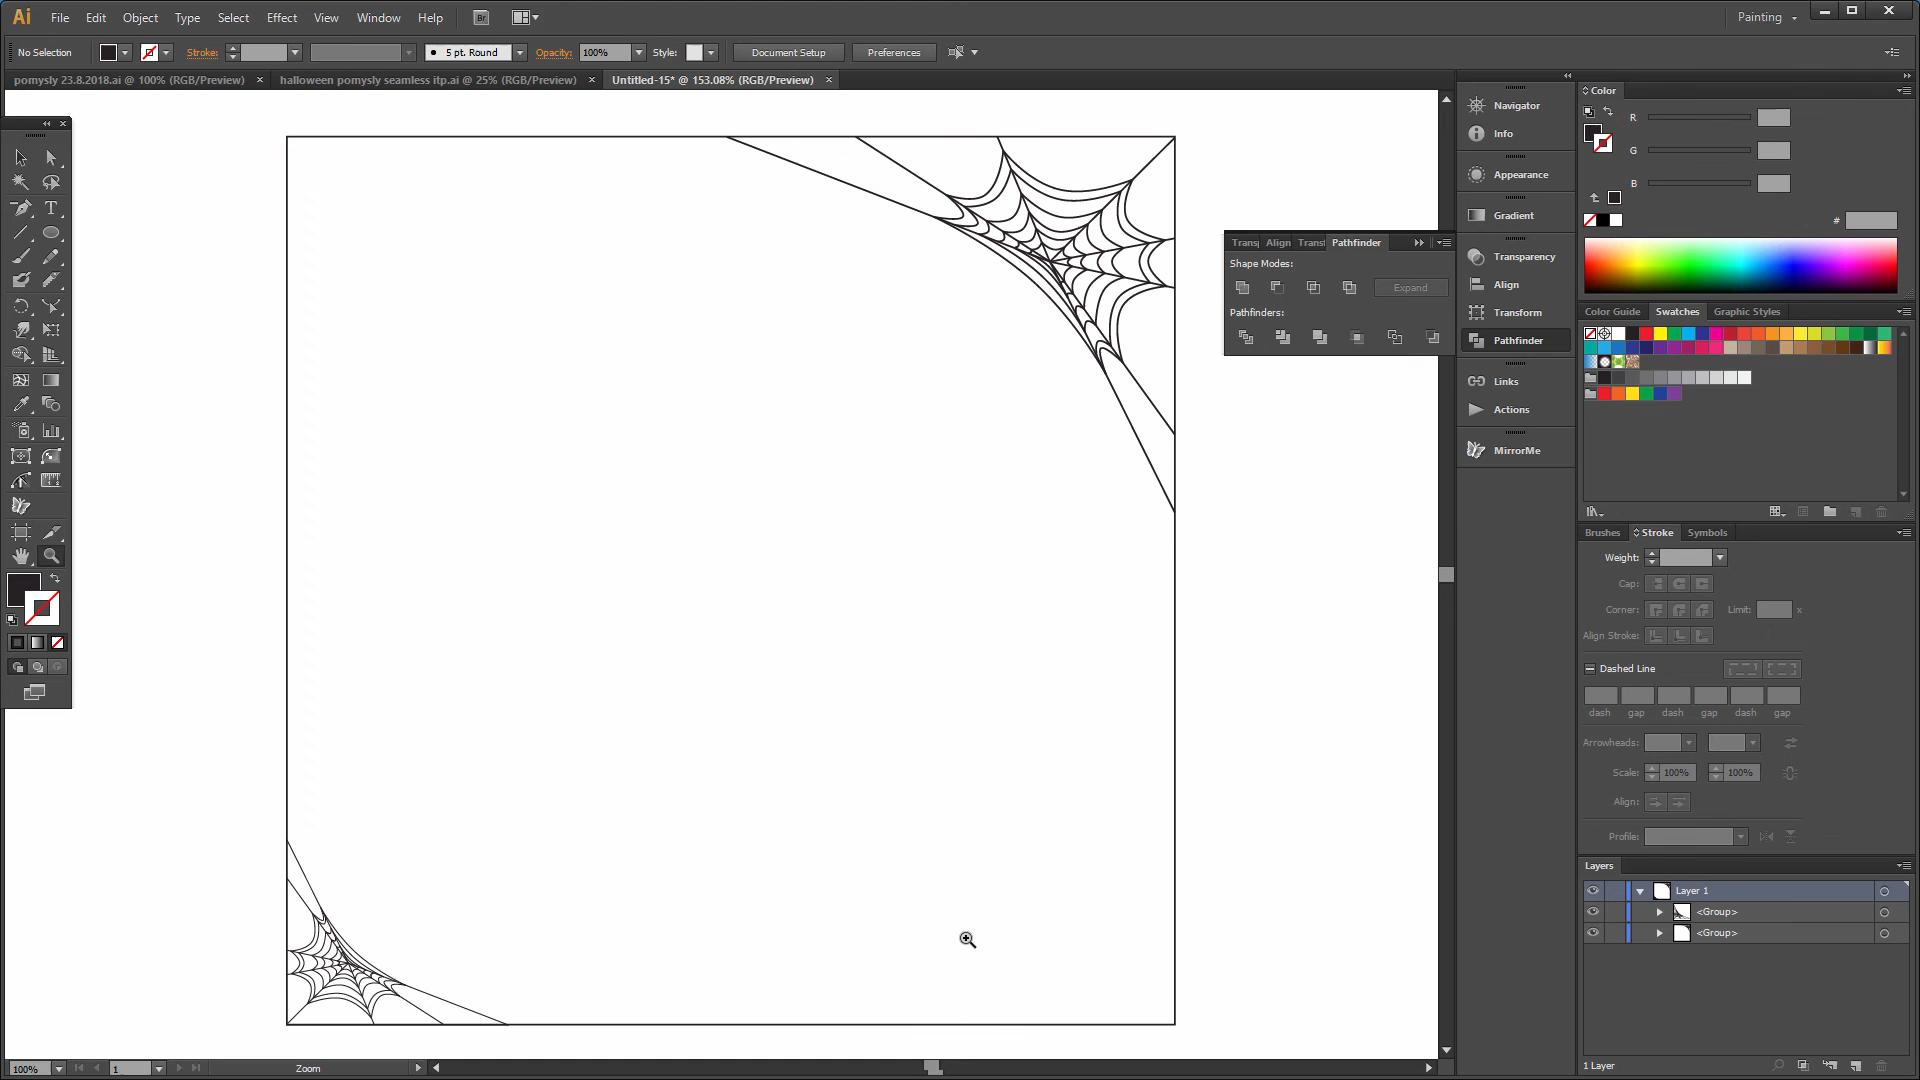 Ai File Edit Object Type Select Effect View Window Help Br Painting
No Selection Stroke: 5 pt. Round Opacity: 100% Style: Document Setup Preferences
pomysly 23.8.2018.ai @ 100% (RGB/Preview) halloween pomysly seamless itp.ai @ 25% (RGB/Preview) Untitled-15* @ 153.08% (RGB/Preview)
Navigator
Info
Appearance
Gradient
Transparency
Align
Transform
Pathfinder
Links
Actions
MirrorMe
Color
R
G
B
#
Transp Align Transf Pathfinder
Shape Modes:
Expand
Pathfinders:
Color Guide Swatches Graphic Styles
Brushes Stroke Symbols
Weight:
Cap:
Corner: Limit: x
Align Stroke:
Dashed Line
dash gap dash gap dash gap
Arrowheads:
Scale: 100% 100%
Align:
Profile:
Layers
Layer 1
<Group>
<Group>
1 Layer
100% 1 Zoom